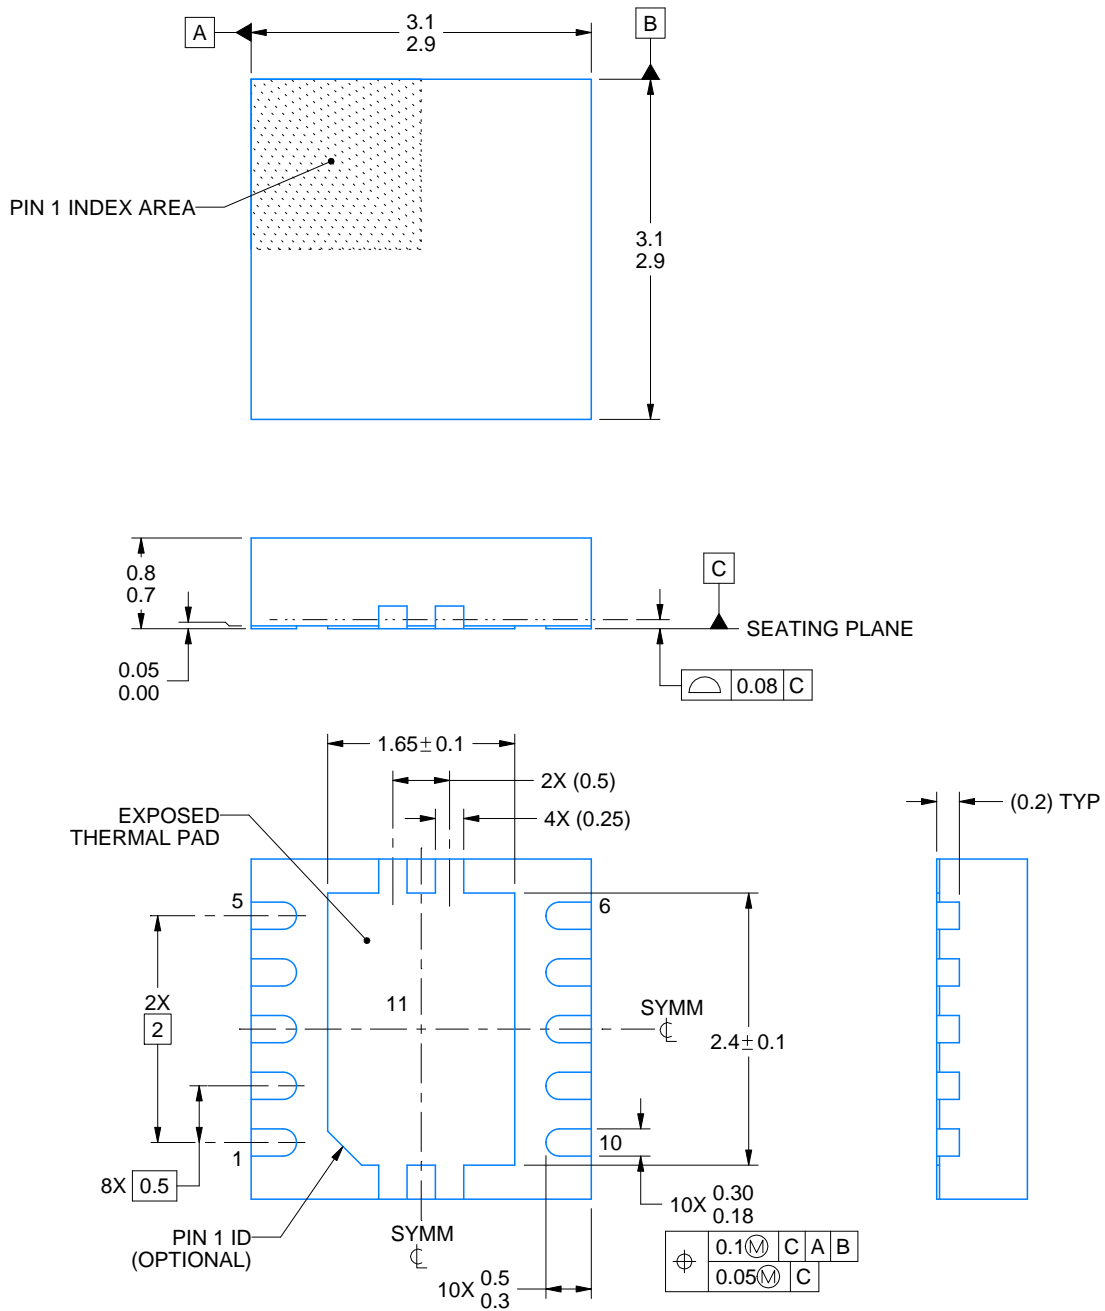 A
3.1
2.9
B
PIN 1 INDEX AREA
3.1
2.9
0.8
0.7
C
SEATING PLANE
0.05
0.00
0.08 C
1.65±0.1
2X (0.5)
4X (0.25)
(0.2) TYP
EXPOSED
THERMAL PAD
5
6
2X
2
11
SYMM
℄
2.4±0.1
1
10
8X 0.5
10X 0.30
0.18
PIN 1 ID
(OPTIONAL)
SYMM
℄
0.1Ⓜ C A B
0.05Ⓜ C
10X 0.5
0.3